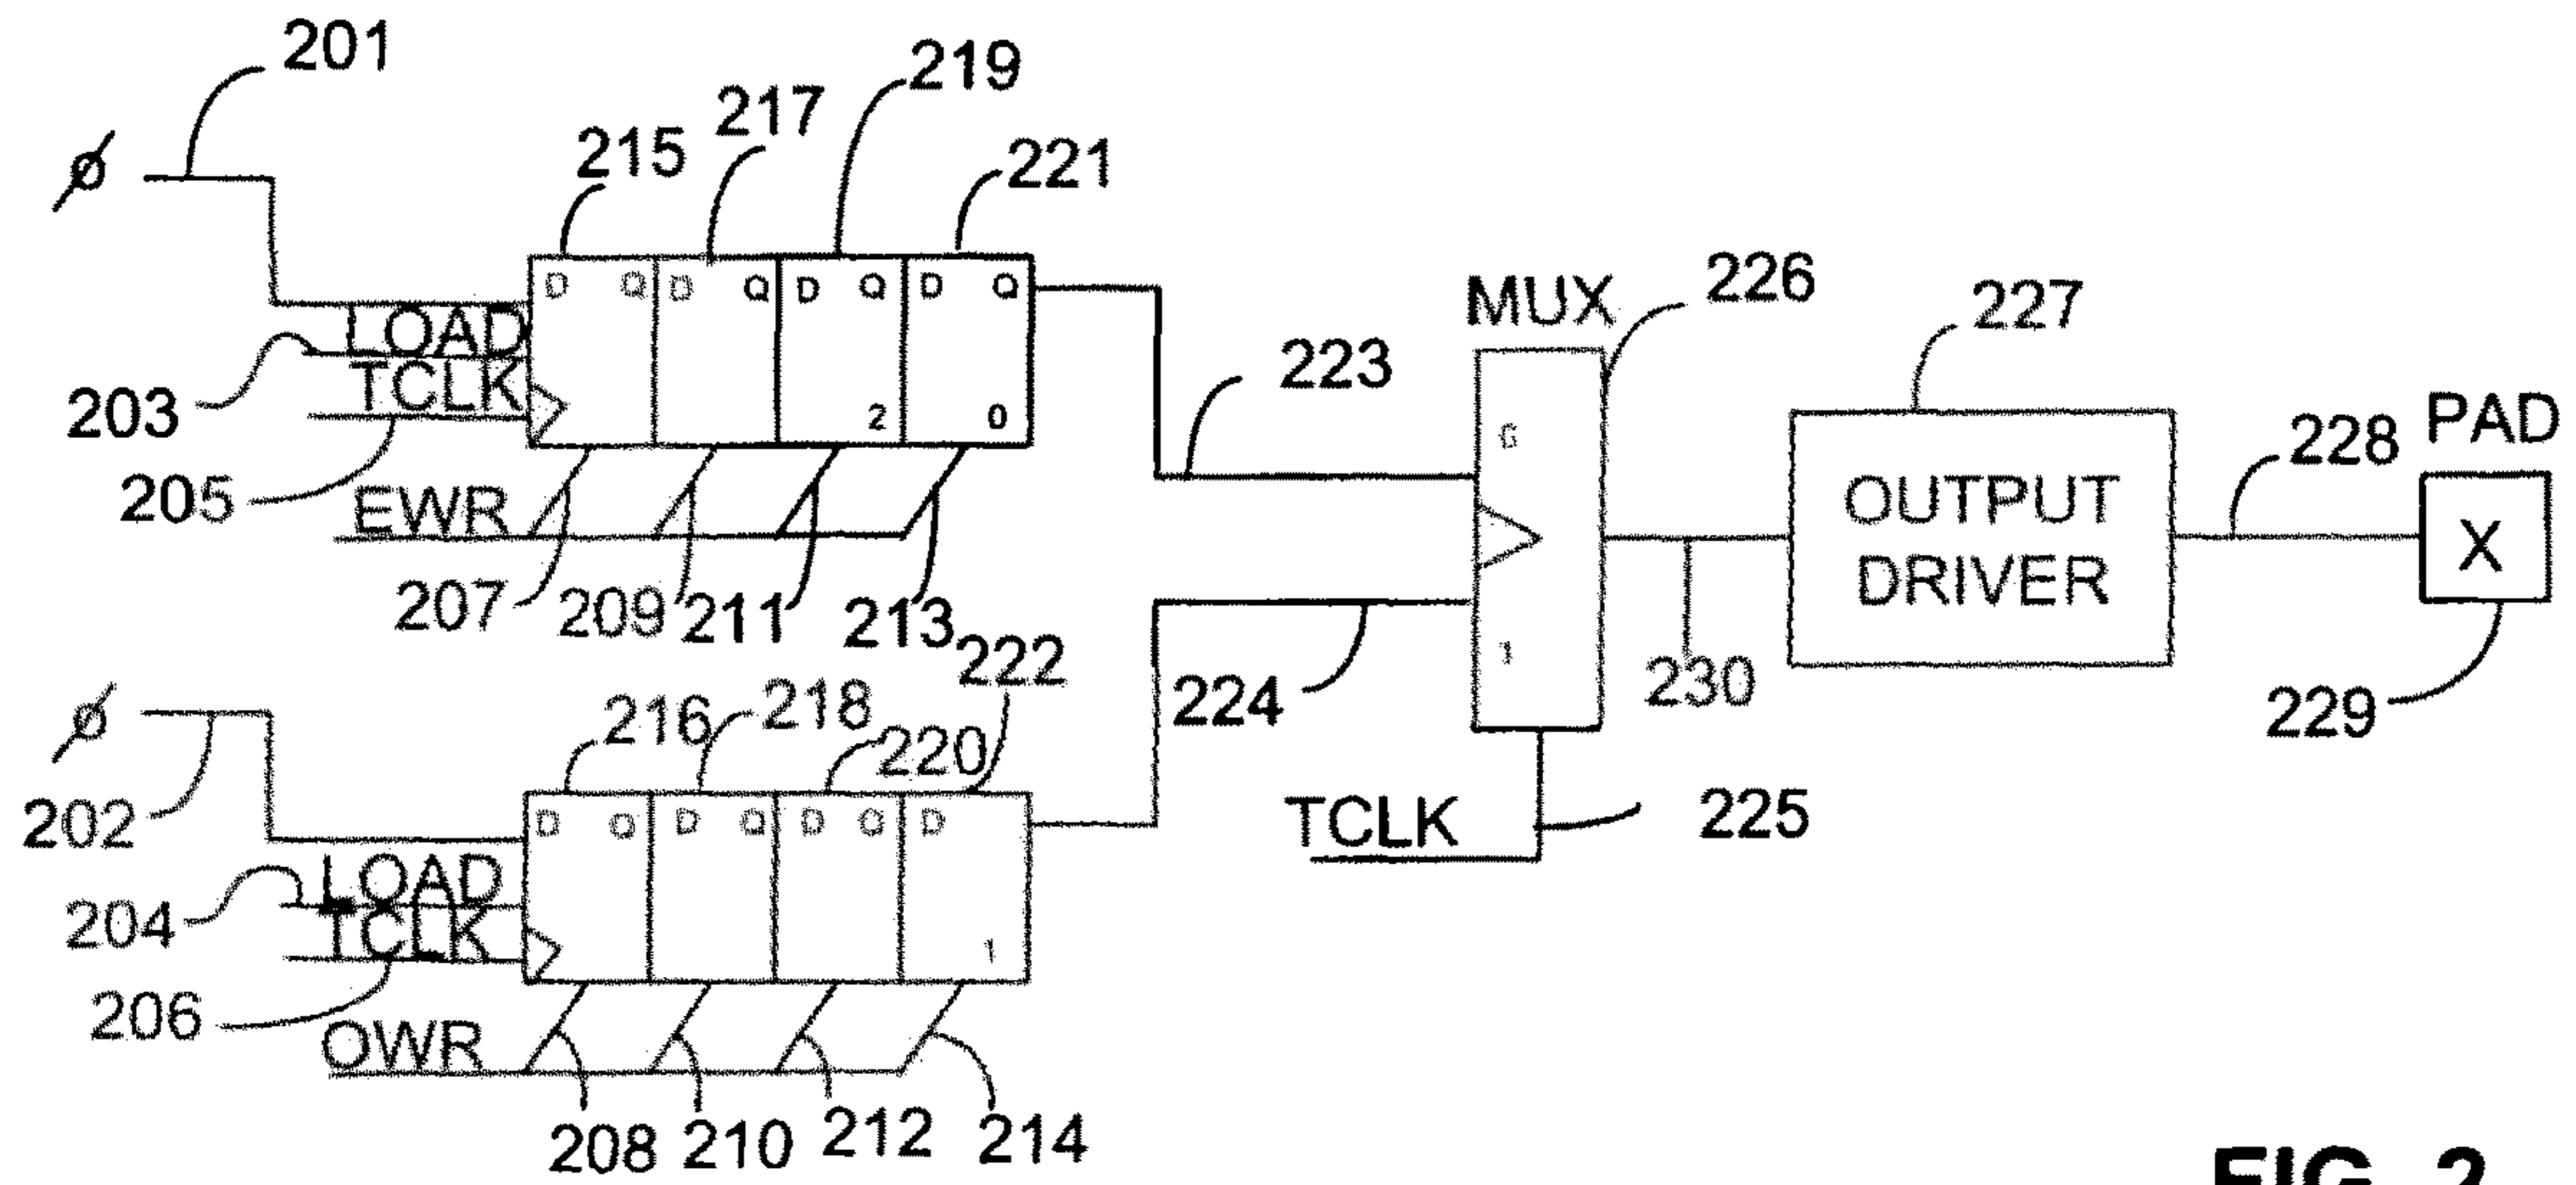 201
219
217
215
221
ϕ
D Q D Q D Q D Q
LOAD
203
TCLK
2 0
205
EWR
207 209 211 213
223
MUX
226
0
1
227
OUTPUT
DRIVER
228
PAD
X
229
230
224
TCLK
225
222
216 218
220
ϕ
202
D Q D Q D Q D
LOAD
204
TCLK
1
206
OWR
208 210 212 214
FIG. 2